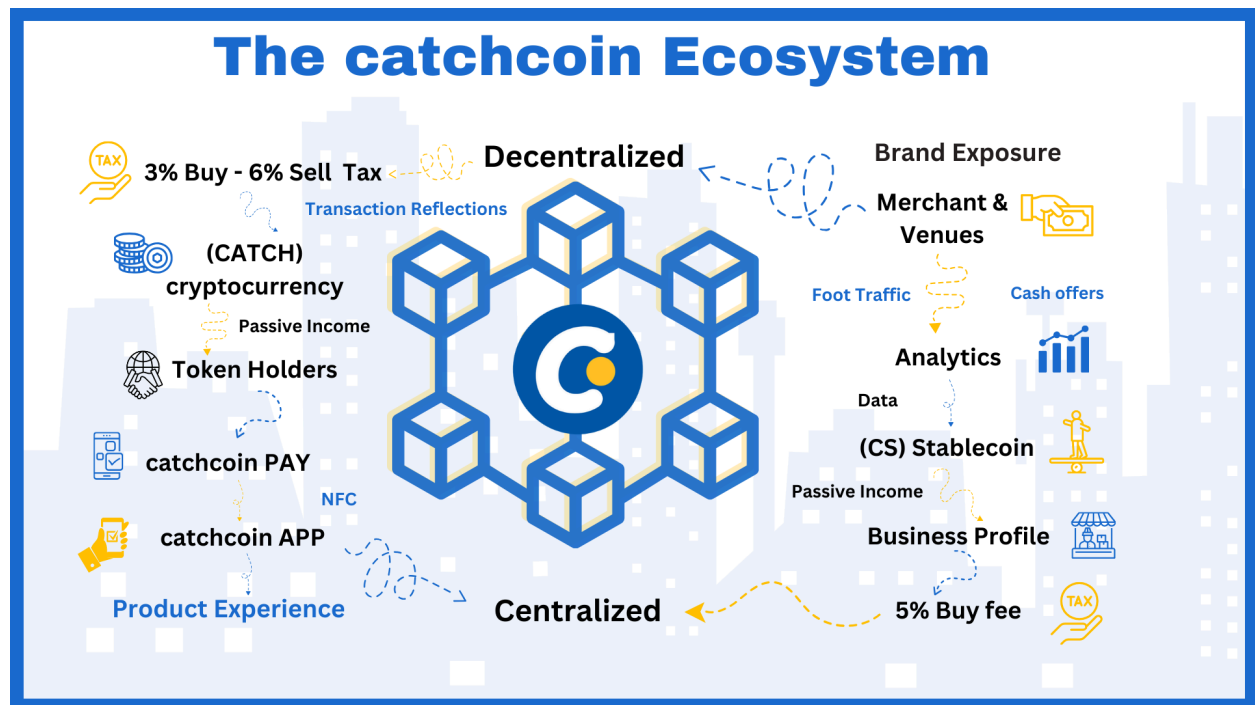 The catchcoin Ecosystem
TAX
3% Buy - 6% Sell Tax
Decentralized
Brand Exposure
Transaction Reflections
Merchant &
Venues
(CATCH)
cryptocurrency
Foot Traffic
Cash offers
Passive Income
Token Holders
Analytics
Data
catchcoin PAY
(CS) Stablecoin
NFC
Passive Income
catchcoin APP
Business Profile
Product Experience
Centralized
5% Buy fee
TAX